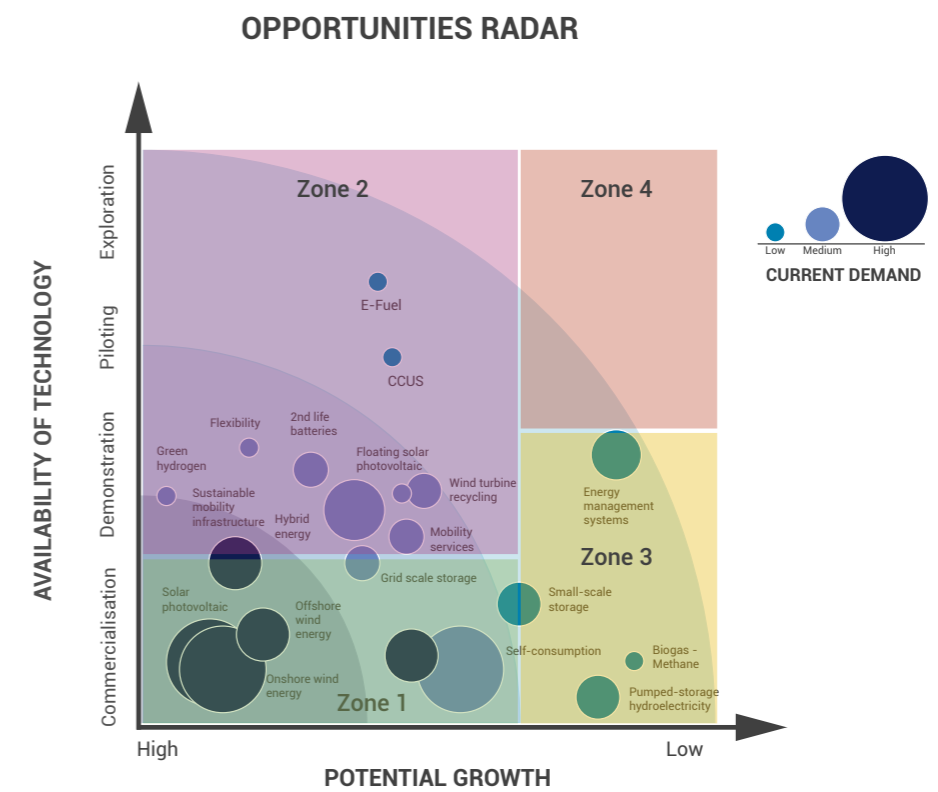 OPPORTUNITIES RADAR
AVAILABILITY OF TECHNOLOGY
Exploration
Piloting
Demonstration
Commercialisation
Zone 2
Zone 4
E-Fuel
CCUS
Flexibility
2nd life
batteries
Green
hydrogen
Floating solar
photovoltaic
Wind turbine
recycling
Sustainable
mobility
infrastructure
Hybrid
energy
Mobility
services
Energy
management
systems
Zone 3
Grid scale storage
Solar
photovoltaic
Offshore
wind
energy
Small-scale
storage
Self-consumption
Biogas -
Methane
Onshore wind
energy
Pumped-storage
hydroelectricity
Zone 1
High
Low
POTENTIAL GROWTH
Low
Medium
High
CURRENT DEMAND